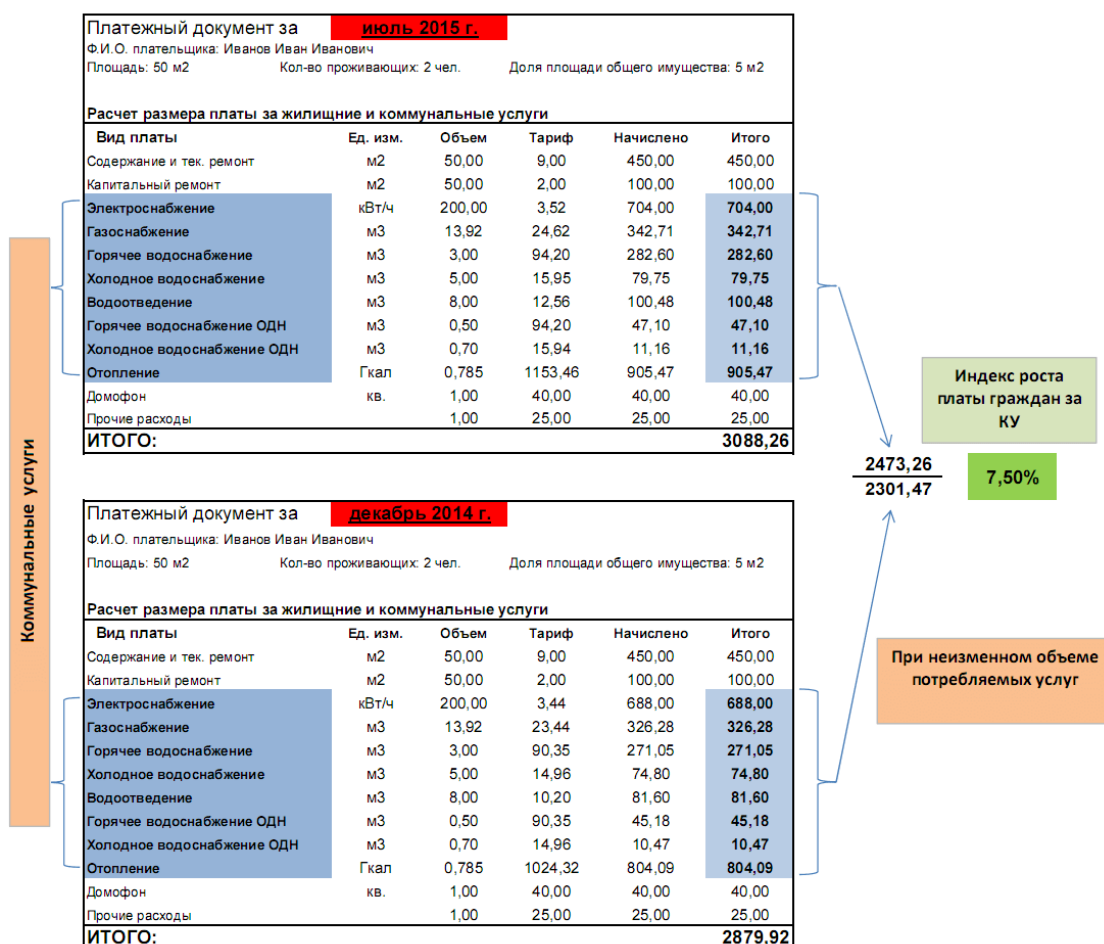 Платежный документ за июль 2015 г.
Ф.И.О. плательщика: Иванов Иван Иванович
Площадь: 50 м2 Кол-во проживающих: 2 чел. Доля площади общего имущества: 5 м2
Расчет размера платы за жилищние и коммунальные услуги
Вид платы Ед. изм. Объем Тариф Начислено Итого
Содержание и тек. ремонт м2 50,00 9,00 450,00 450,00
Капитальный ремонт м2 50,00 2,00 100,00 100,00
Электроснабжение кВт/ч 200,00 3,52 704,00 704,00
Газоснабжение м3 13,92 24,62 342,71 342,71
Горячее водоснабжение м3 3,00 94,20 282,60 282,60
Холодное водоснабжение м3 5,00 15,95 79,75 79,75
Водоотведение м3 8,00 12,56 100,48 100,48
Горячее водоснабжение ОДН м3 0,50 94,20 47,10 47,10
Холодное водоснабжение ОДН м3 0,70 15,94 11,16 11,16
Отопление Гкал 0,785 1153,46 905,47 905,47
Домофон кв. 1,00 40,00 40,00 40,00
Прочие расходы 1,00 25,00 25,00 25,00
ИТОГО: 3088,26
Коммунальные услуги
Индекс роста
платы граждан за
КУ
2473,26
2301,47
7,50%
Платежный документ за декабрь 2014 г.
Ф.И.О. плательщика: Иванов Иван Иванович
Площадь: 50 м2 Кол-во проживающих: 2 чел. Доля площади общего имущества: 5 м2
Расчет размера платы за жилищние и коммунальные услуги
Вид платы Ед. изм. Объем Тариф Начислено Итого
Содержание и тек. ремонт м2 50,00 9,00 450,00 450,00
Капитальный ремонт м2 50,00 2,00 100,00 100,00
Электроснабжение кВт/ч 200,00 3,44 688,00 688,00
Газоснабжение м3 13,92 23,44 326,28 326,28
Горячее водоснабжение м3 3,00 90,35 271,05 271,05
Холодное водоснабжение м3 5,00 14,96 74,80 74,80
Водоотведение м3 8,00 10,20 81,60 81,60
Горячее водоснабжение ОДН м3 0,50 90,35 45,18 45,18
Холодное водоснабжение ОДН м3 0,70 14,96 10,47 10,47
Отопление Гкал 0,785 1024,32 804,09 804,09
Домофон кв. 1,00 40,00 40,00 40,00
Прочие расходы 1,00 25,00 25,00 25,00
ИТОГО: 2879,92
При неизменном объеме
потребляемых услуг